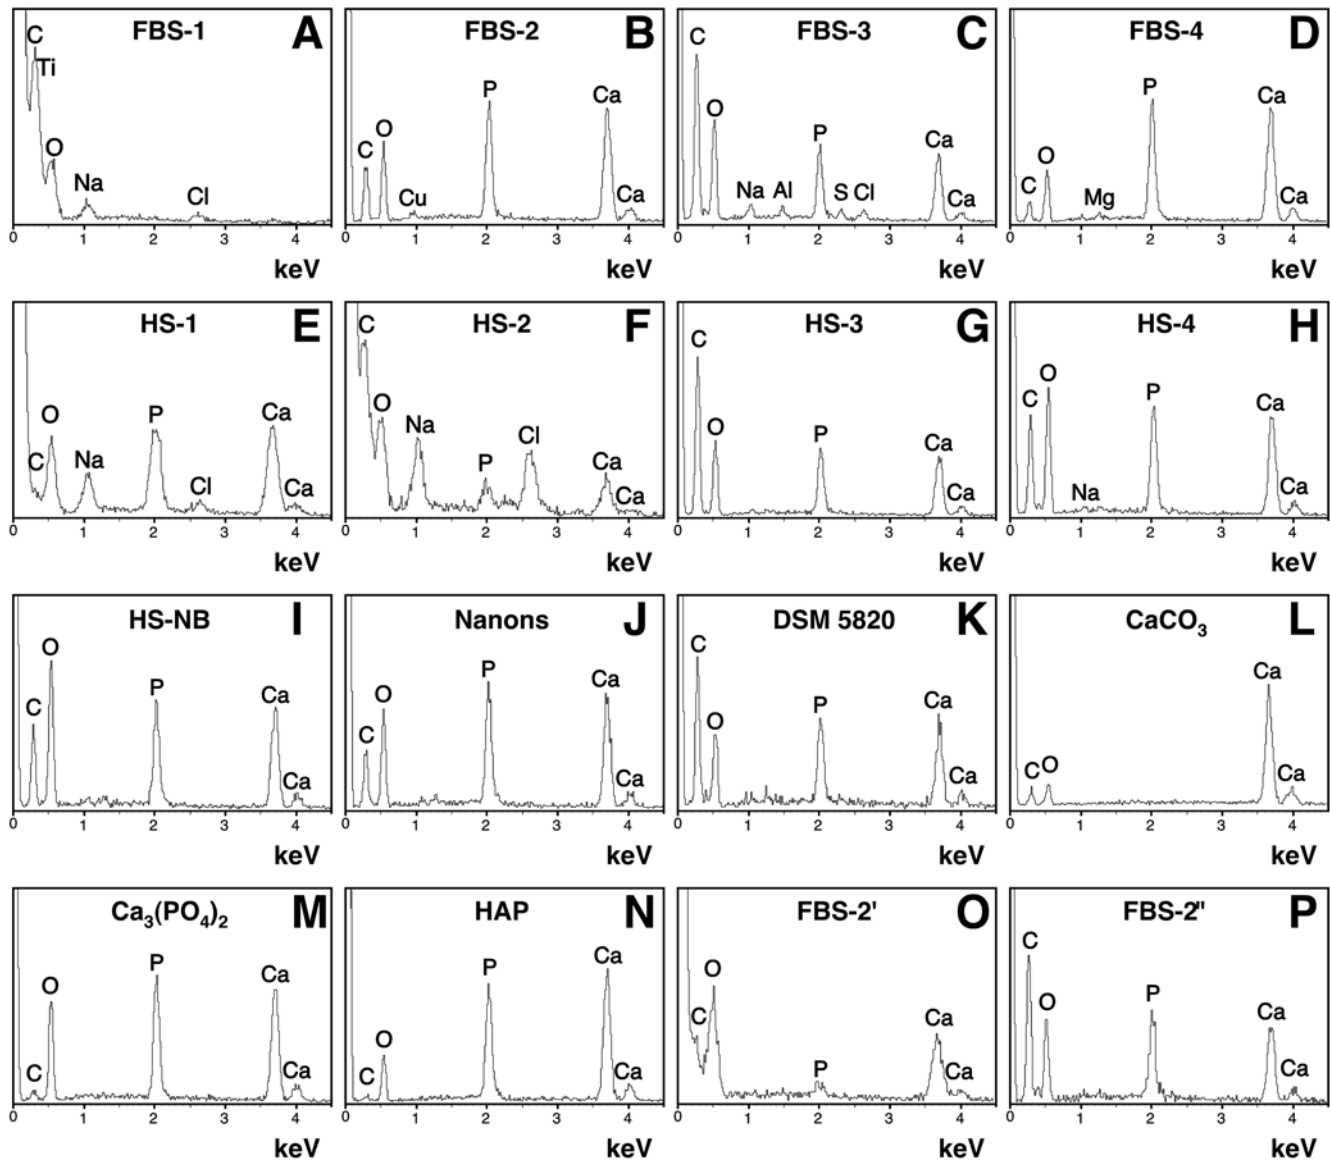 FBS-1 A
C
Ti
O
Na
Cl
0 1 2 3 4
keV
FBS-2 B
P
Ca
O
C
Cu
Ca
0 1 2 3 4
keV
FBS-3 C
C
O
P
Ca
Na Al S Cl
Ca
0 1 2 3 4
keV
FBS-4 D
P
Ca
O
C
Mg
Ca
0 1 2 3 4
keV
HS-1 E
O P Ca
C Na
Cl Ca
0 1 2 3 4
keV
HS-2 F
C
O
Na
Cl
P Ca
Ca
0 1 2 3 4
keV
HS-3 G
C
O
P
Ca
Ca
0 1 2 3 4
keV
HS-4 H
O
C
P
Ca
Na
Ca
0 1 2 3 4
keV
HS-NB I
O
P
Ca
C
Ca
0 1 2 3 4
keV
Nanons J
P
Ca
O
C
Ca
0 1 2 3 4
keV
DSM 5820 K
C
O
P
Ca
Ca
0 1 2 3 4
keV
CaCO₃ L
Ca
C O
Ca
0 1 2 3 4
keV
Ca₃(PO₄)₂ M
P
Ca
O
C
Ca
0 1 2 3 4
keV
HAP N
Ca
P
O
C
Ca
0 1 2 3 4
keV
FBS-2' O
O
C
Ca
P
Ca
0 1 2 3 4
keV
FBS-2" P
C
O
P
Ca
Ca
0 1 2 3 4
keV